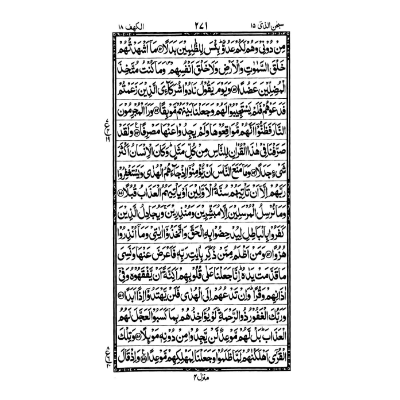 سبحن الذی ١٥
٢٧١
الكهف ١٨
مِنْ دُوْنِیْ وَهُمْ لَكُمْ عَدُوٌّ بِئْسَ لِلظّٰلِمِیْنَ بَدَلًا مَاۤ اَشْهَدْتُّهُمْ
خَلْقَ السَّمٰوٰتِ وَالْاَرْضِ وَلَا خَلْقَ اَنْفُسِهِمْ وَمَا كُنْتُ مُتَّخِذَ
الْمُضِلِّیْنَ عَضُدًا وَیَوْمَ یَقُوْلُ نَادُوْا شُرَكَآءِیَ الَّذِیْنَ زَعَمْتُمْ
فَدَعَوْهُمْ فَلَمْ یَسْتَجِیْبُوْا لَهُمْ وَجَعَلْنَا بَیْنَهُمْ مَّوْبِقًا وَرَاَ الْمُجْرِمُوْنَ
النَّارَ فَظَنُّوْۤا اَنَّهُمْ مُّوَاقِعُوْهَا وَلَمْ یَجِدُوْا عَنْهَا مَصْرِفًا وَلَقَدْ
صَرَّفْنَا فِیْ هٰذَا الْقُرْاٰنِ لِلنَّاسِ مِنْ كُلِّ مَثَلٍ وَكَانَ الْاِنْسَانُ اَكْثَرَ
شَیْءٍ جَدَلًا وَمَا مَنَعَ النَّاسَ اَنْ یُّؤْمِنُوْۤا اِذْ جَآءَهُمُ الْهُدٰی وَیَسْتَغْفِرُوْا
رَبَّهُمْ اِلَّاۤ اَنْ تَاْتِیَهُمْ سُنَّةُ الْاَوَّلِیْنَ اَوْ یَاْتِیَهُمُ الْعَذَابُ قُبُلًا
وَمَا نُرْسِلُ الْمُرْسَلِیْنَ اِلَّا مُبَشِّرِیْنَ وَمُنْذِرِیْنَ وَیُجَادِلُ الَّذِیْنَ
كَفَرُوْا بِالْبَاطِلِ لِیُدْحِضُوْا بِهِ الْحَقَّ وَاتَّخَذُوْۤا اٰیٰتِیْ وَمَاۤ اُنْذِرُوْا
هُزُوًا وَمَنْ اَظْلَمُ مِمَّنْ ذُكِّرَ بِاٰیٰتِ رَبِّهٖ فَاَعْرَضَ عَنْهَا وَنَسِیَ
مَا قَدَّمَتْ یَدٰهُ اِنَّا جَعَلْنَا عَلٰی قُلُوْبِهِمْ اَكِنَّةً اَنْ یَّفْقَهُوْهُ وَفِیْۤ
اٰذَانِهِمْ وَقْرًا وَاِنْ تَدْعُهُمْ اِلَی الْهُدٰی فَلَنْ یَّهْتَدُوْۤا اِذًا اَبَدًا
وَرَبُّكَ الْغَفُوْرُ ذُو الرَّحْمَةِ لَوْ یُؤَاخِذُهُمْ بِمَا كَسَبُوْا لَعَجَّلَ لَهُمُ
الْعَذَابَ بَلْ لَّهُمْ مَّوْعِدٌ لَّنْ یَّجِدُوْا مِنْ دُوْنِهٖ مَوْىِٕلًا وَتِلْكَ
الْقُرٰۤی اَهْلَكْنٰهُمْ لَمَّا ظَلَمُوْا وَجَعَلْنَا لِمَهْلِكِهِمْ مَّوْعِدًا وَاِذْ قَالَ
منزل ۴